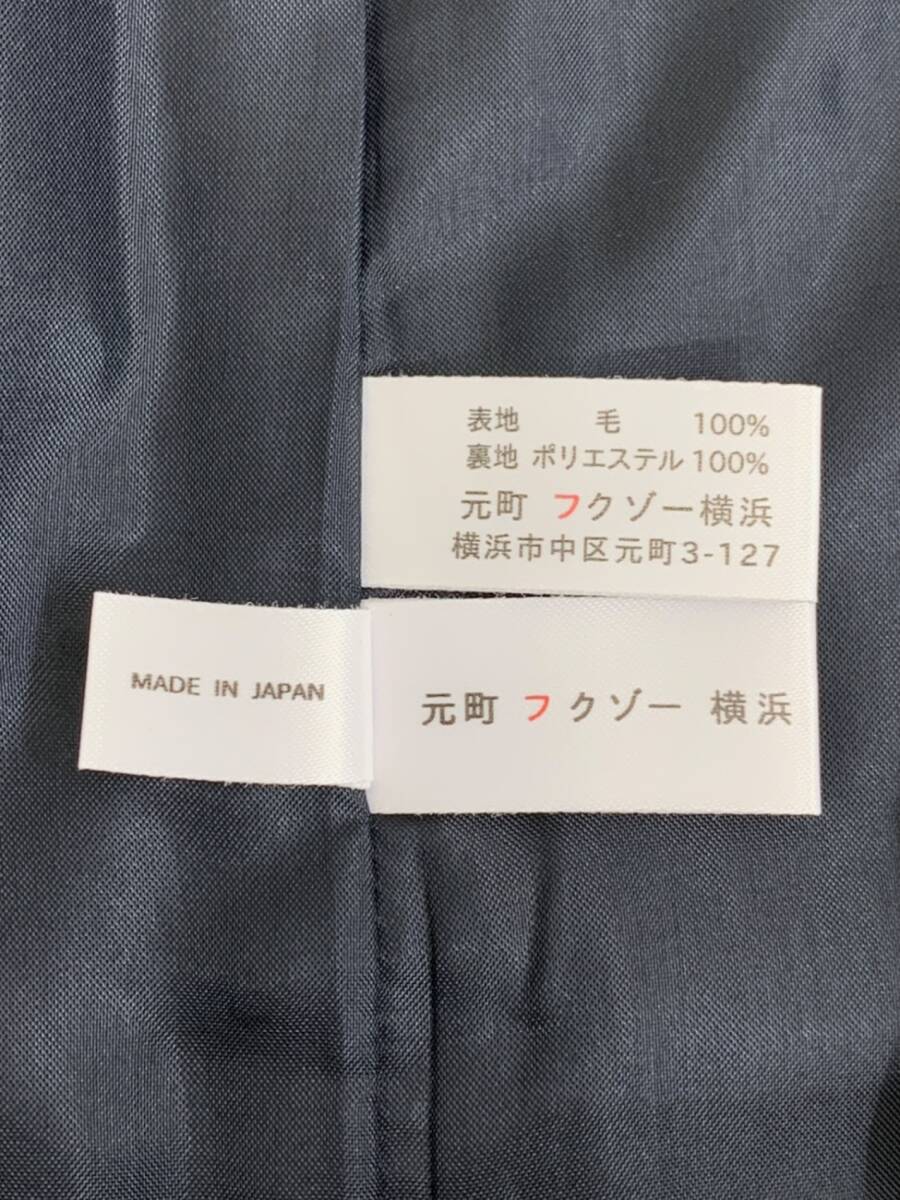 表地 毛 100%
裏地 ポリエステル 100%
元町 フクゾー横浜
横浜市中区元町3-127
MADE IN JAPAN
元町 フクゾー 横浜